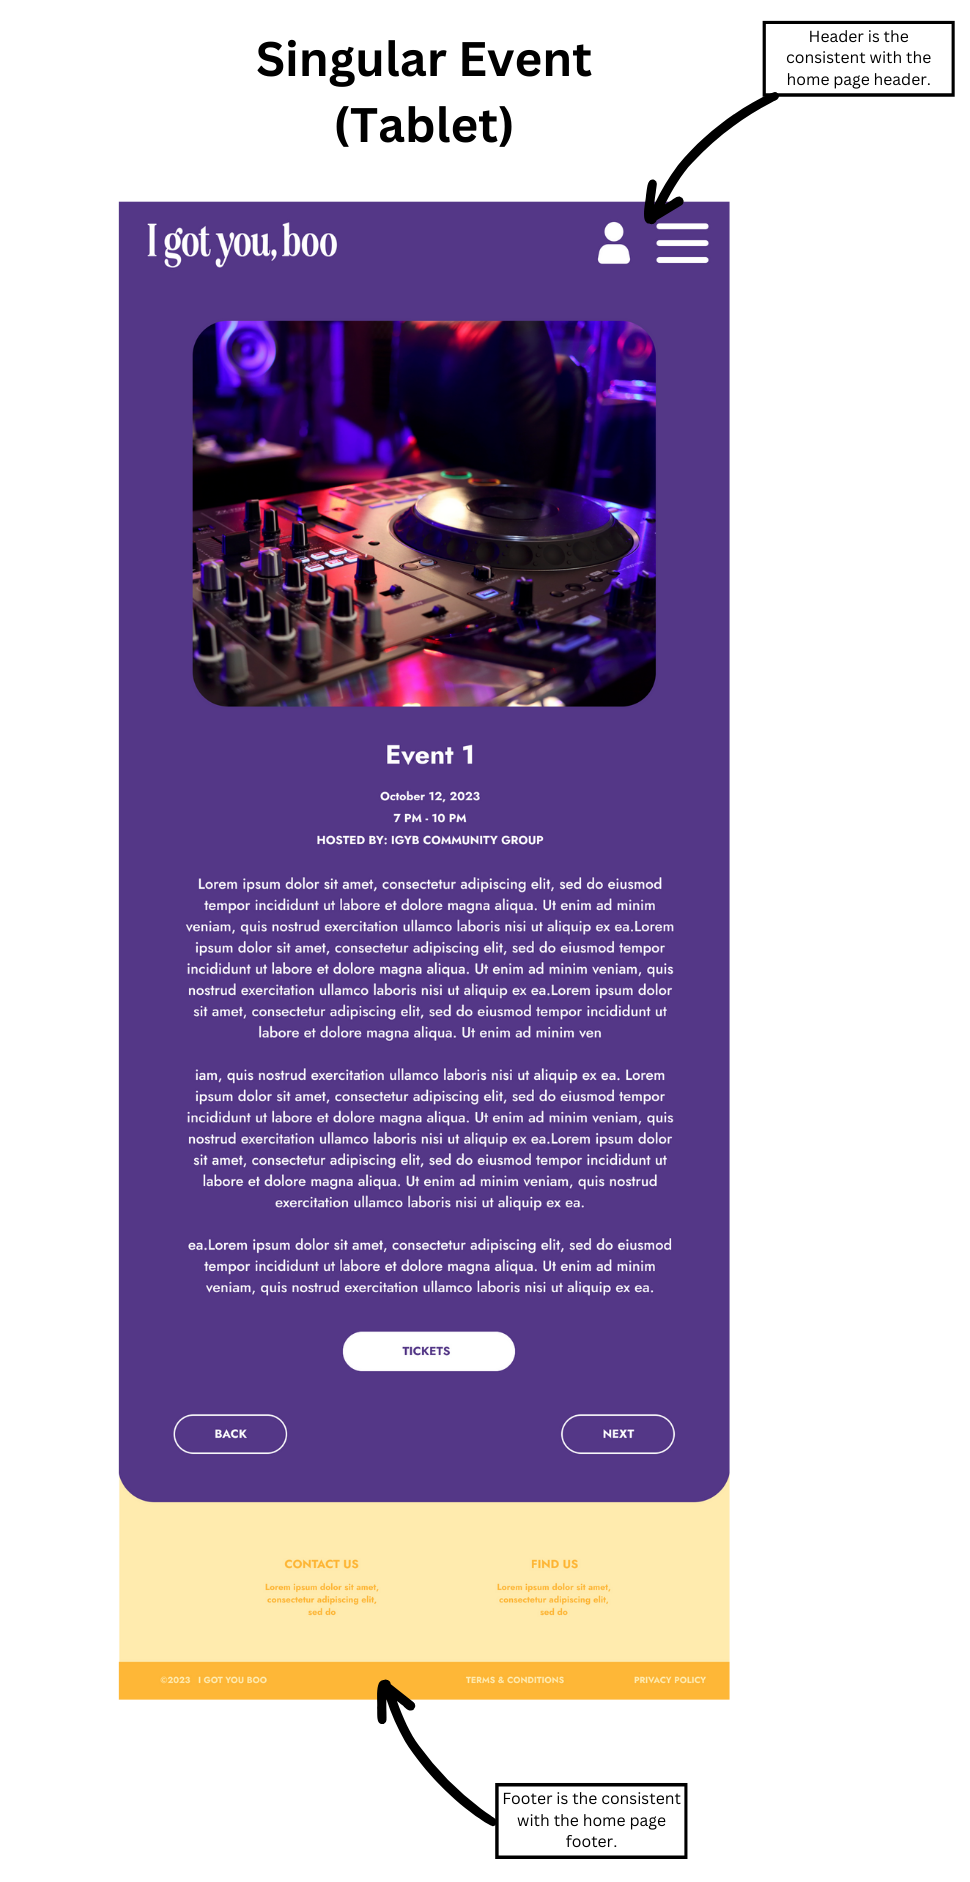 Singular Event
(Tablet)
Header is the
consistent with the
home page header.
I got you, boo
Event 1
October 12, 2023
7 PM - 10 PM
HOSTED BY: IGYB COMMUNITY GROUP
Lorem ipsum dolor sit amet, consectetur adipiscing elit, sed do eiusmod
tempor incididunt ut labore et dolore magna aliqua. Ut enim ad minim
veniam, quis nostrud exercitation ullamco laboris nisi ut aliquip ex ea.Lorem
ipsum dolor sit amet, consectetur adipiscing elit, sed do eiusmod tempor
incididunt ut labore et dolore magna aliqua. Ut enim ad minim veniam, quis
nostrud exercitation ullamco laboris nisi ut aliquip ex ea.Lorem ipsum dolor
sit amet, consectetur adipiscing elit, sed do eiusmod tempor incididunt ut
labore et dolore magna aliqua. Ut enim ad minim ven
iam, quis nostrud exercitation ullamco laboris nisi ut aliquip ex ea. Lorem
ipsum dolor sit amet, consectetur adipiscing elit, sed do eiusmod tempor
incididunt ut labore et dolore magna aliqua. Ut enim ad minim veniam, quis
nostrud exercitation ullamco laboris nisi ut aliquip ex ea.Lorem ipsum dolor
sit amet, consectetur adipiscing elit, sed do eiusmod tempor incididunt ut
labore et dolore magna aliqua. Ut enim ad minim veniam, quis nostrud
exercitation ullamco laboris nisi ut aliquip ex ea.
ea.Lorem ipsum dolor sit amet, consectetur adipiscing elit, sed do eiusmod
tempor incididunt ut labore et dolore magna aliqua. Ut enim ad minim
veniam, quis nostrud exercitation ullamco laboris nisi ut aliquip ex ea.
TICKETS
BACK
NEXT
CONTACT US
Lorem ipsum dolor sit amet,
consectetur adipiscing elit,
sed do
FIND US
Lorem ipsum dolor sit amet,
consectetur adipiscing elit,
sed do
©2023 I GOT YOU BOO
TERMS & CONDITIONS
PRIVACY POLICY
Footer is the consistent
with the home page
footer.